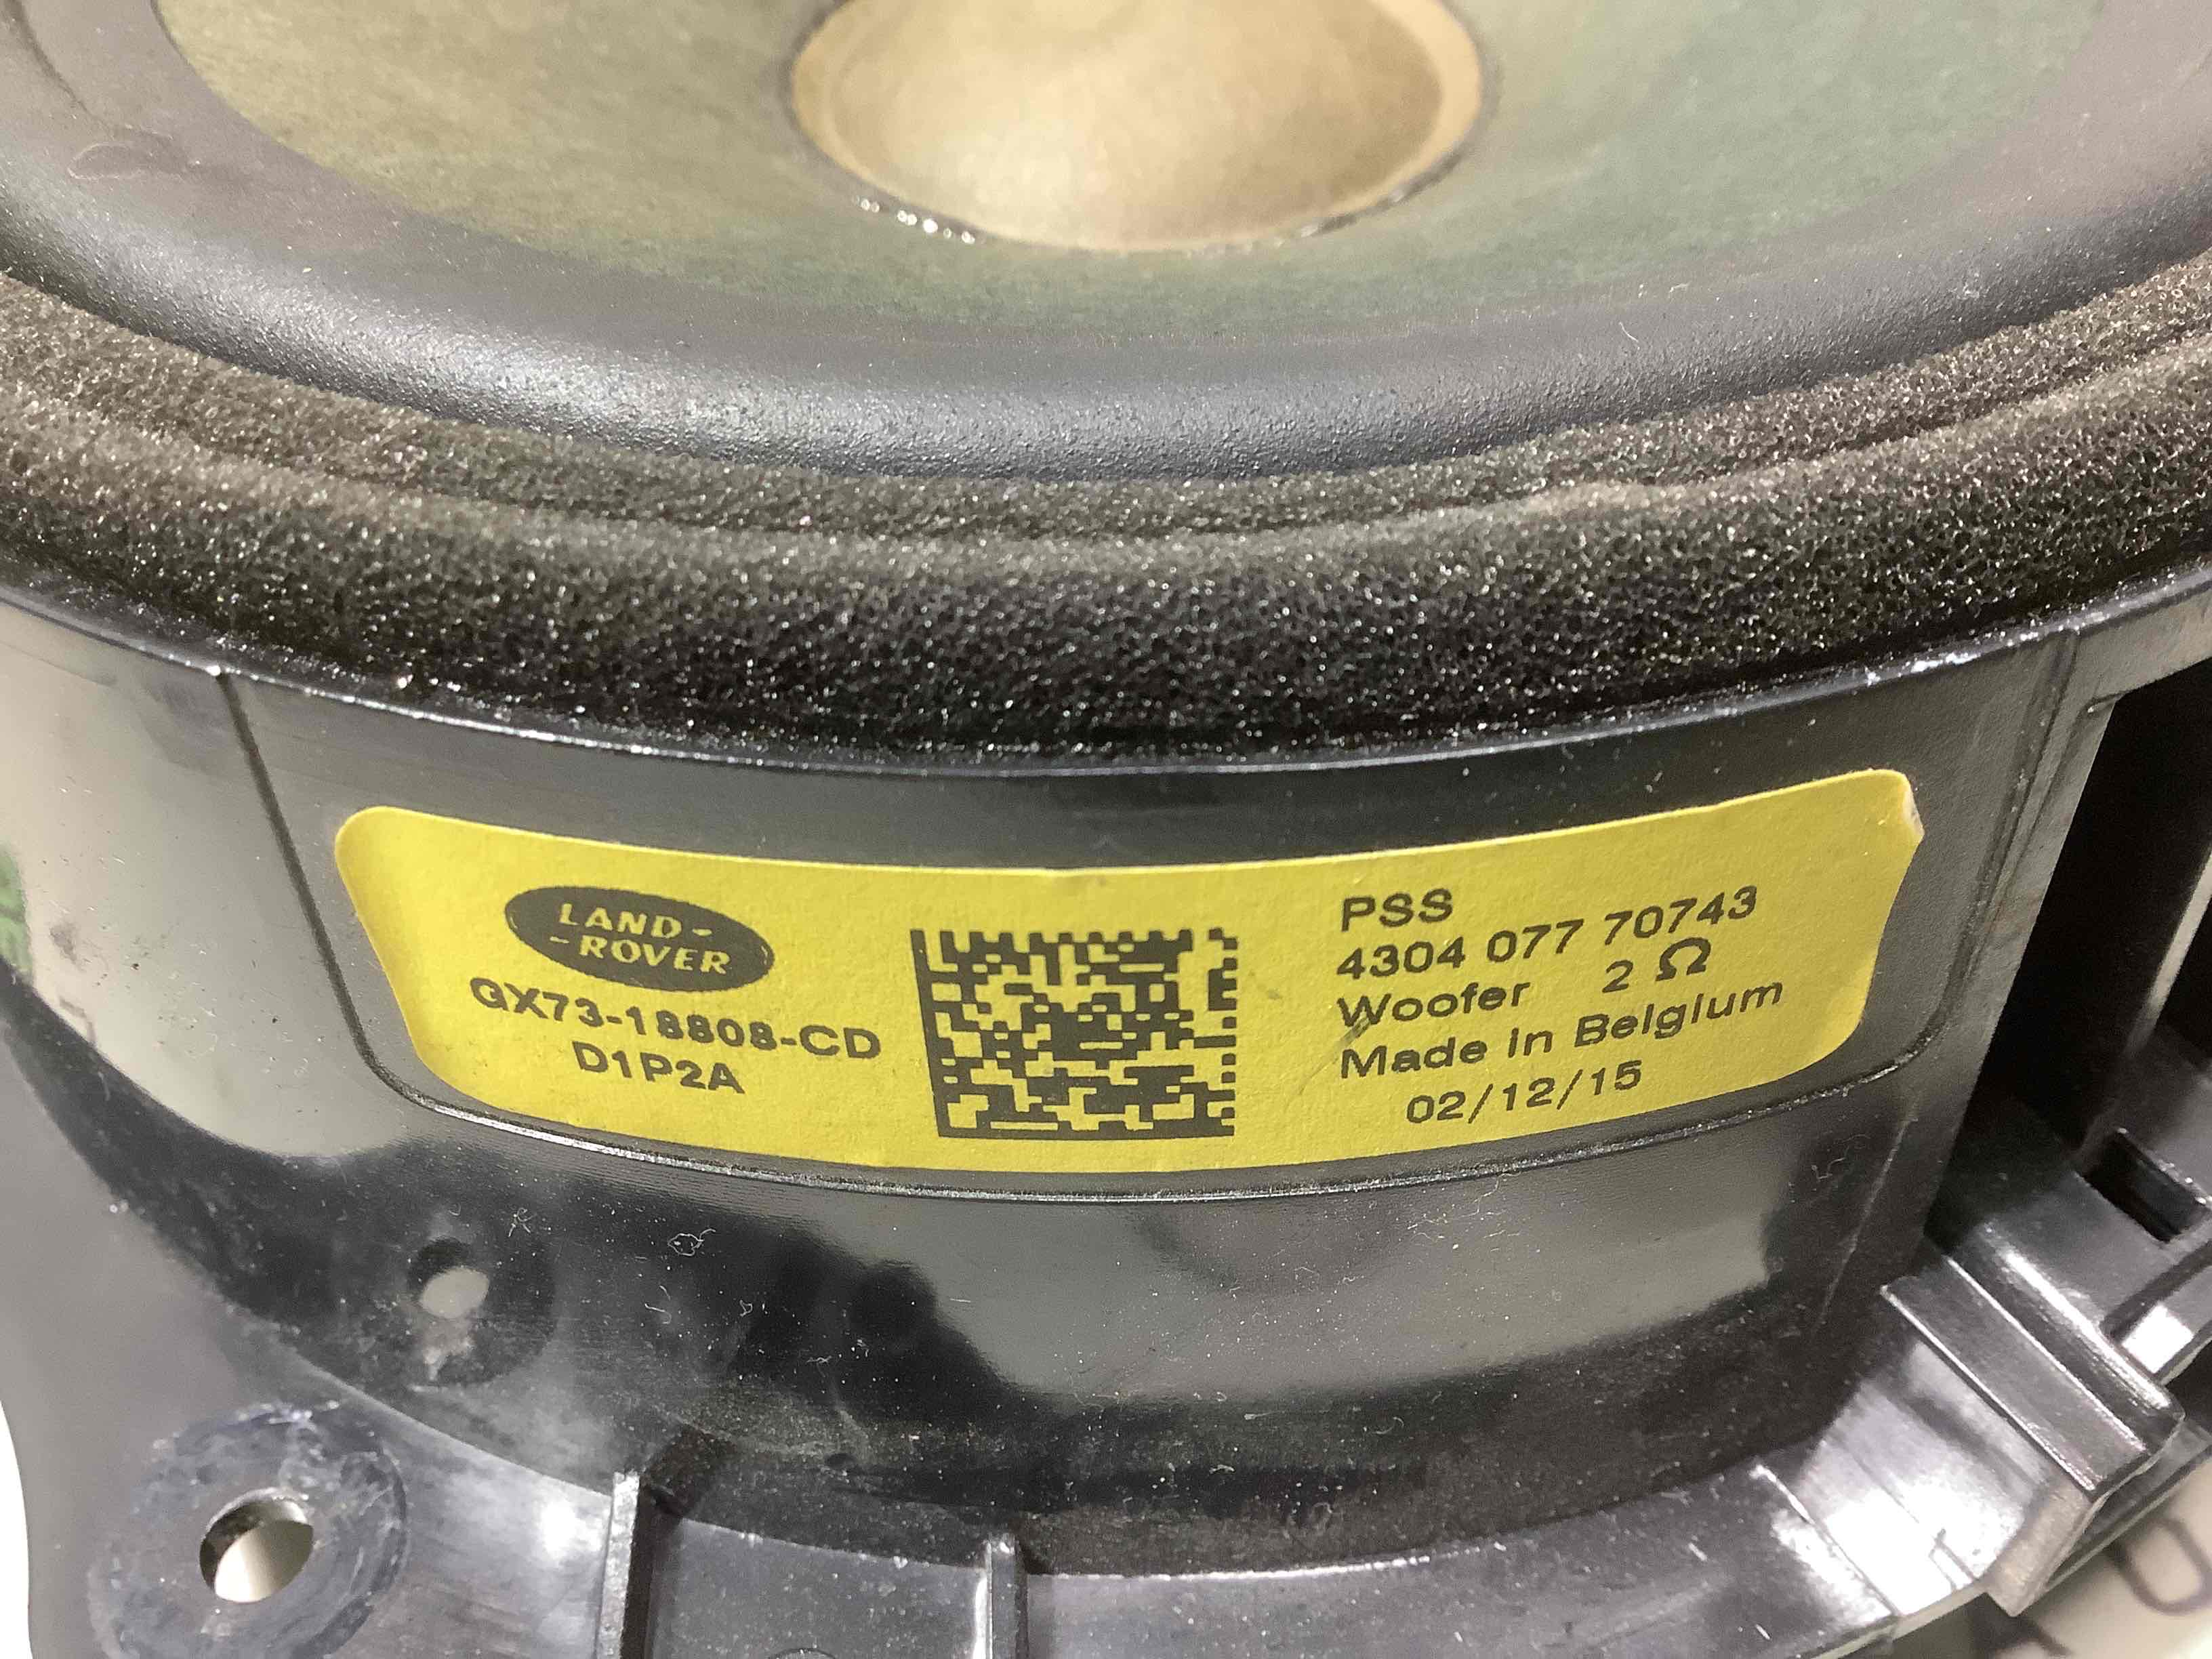 LAND-
-ROVER
GX73-18808-CD
D1P2A
PSS
4304 077 70743
Woofer 2 Ω
Made in Belgium
02/12/15